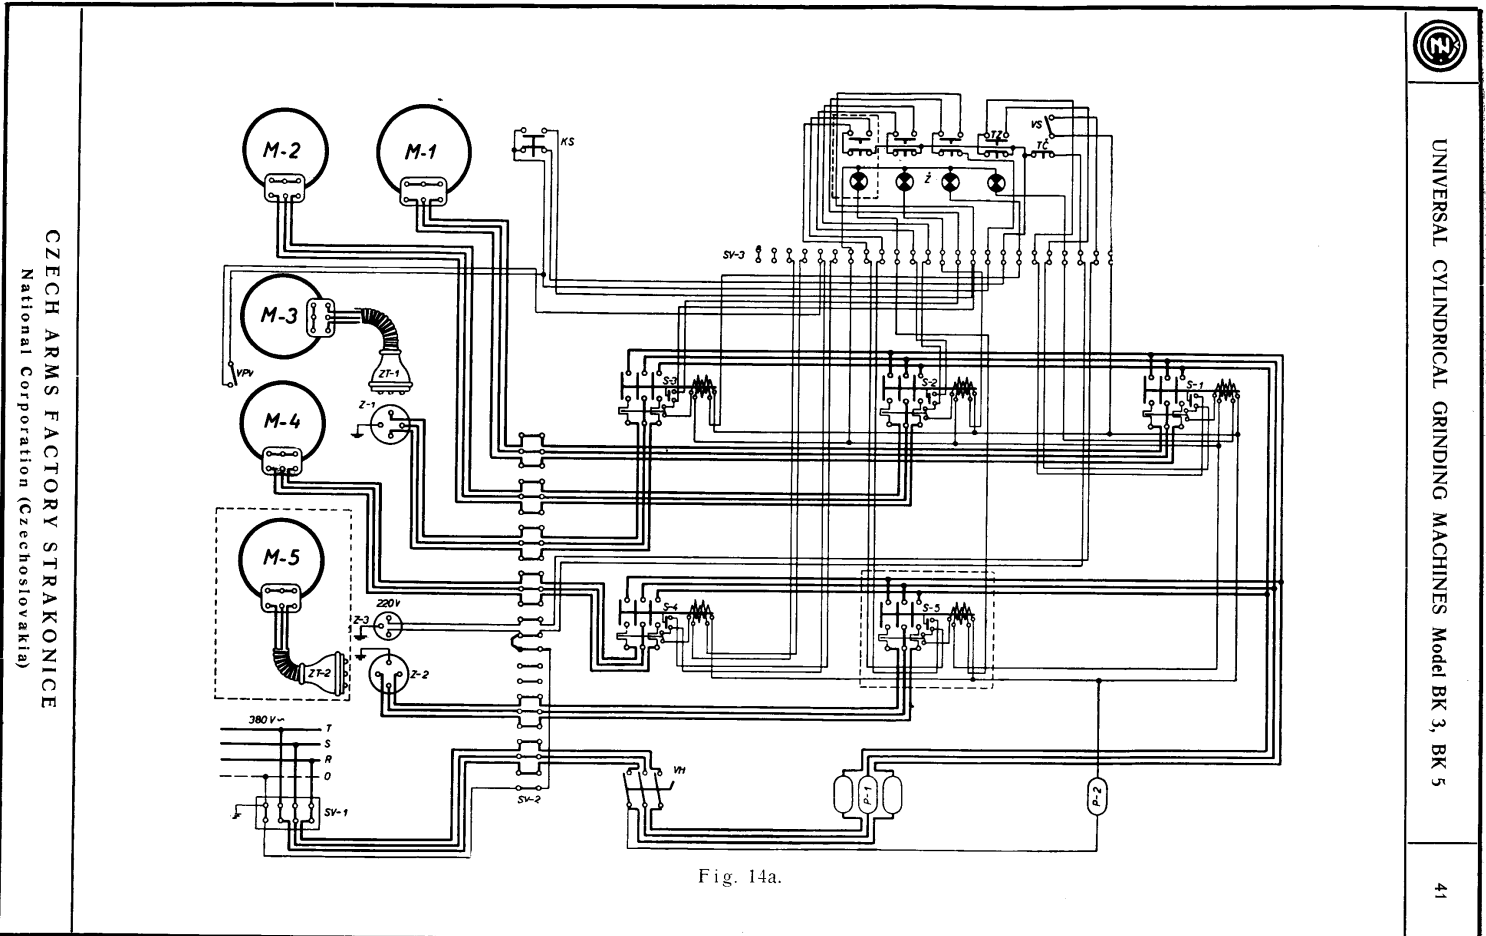 CZECH ARMS FACTORY STRAKONICE
National Corporation (Czechoslovakia)
UNIVERSAL CYLINDRICAL GRINDING MACHINES Model BK 3, BK 5
41
M-2
M-1
KS
TZ
VS
TČ
Ž
SV-3
M-3
ZT-1
VPV
Z-1
M-4
S-3
S-2
S-1
M-5
220V
Z-3
ZT-2
Z-2
S-4
S-5
380V~
T
S
R
0
SV-1
SV-2
VH
P-1
P-2
Fig. 14a.